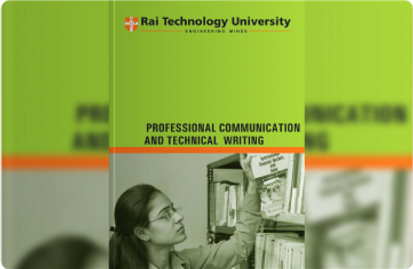 Rai Technology University
ENGINEERING MINDS
PROFESSIONAL COMMUNICATION
AND TECHNICAL WRITING